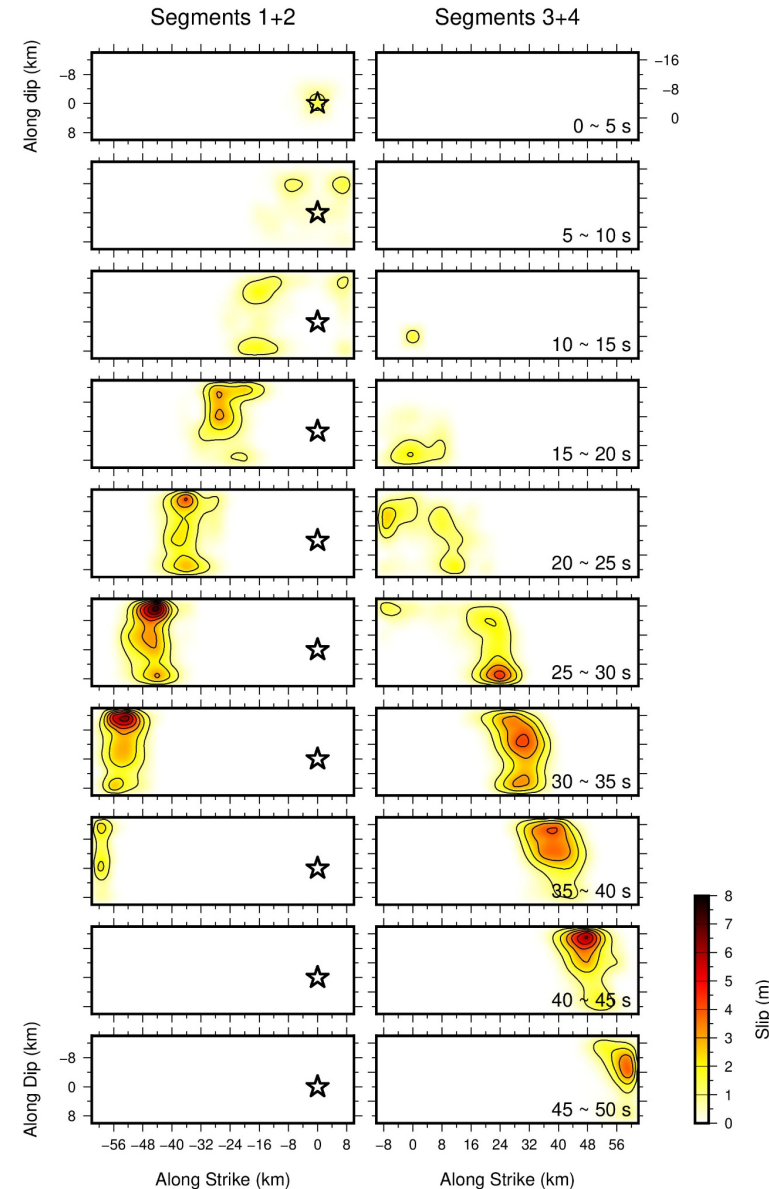 Segments 1+2
Segments 3+4
Along dip (km)
−8
0
8
−16
−8
0
0 ~ 5 s
5 ~ 10 s
10 ~ 15 s
15 ~ 20 s
20 ~ 25 s
25 ~ 30 s
30 ~ 35 s
35 ~ 40 s
40 ~ 45 s
45 ~ 50 s
Along Dip (km)
−8
0
8
−56 −48 −40 −32 −24 −16 −8 0 8
−8 0 8 16 24 32 40 48 56
Along Strike (km)
Along Strike (km)
8
7
6
5
4
3
2
1
0
Slip (m)